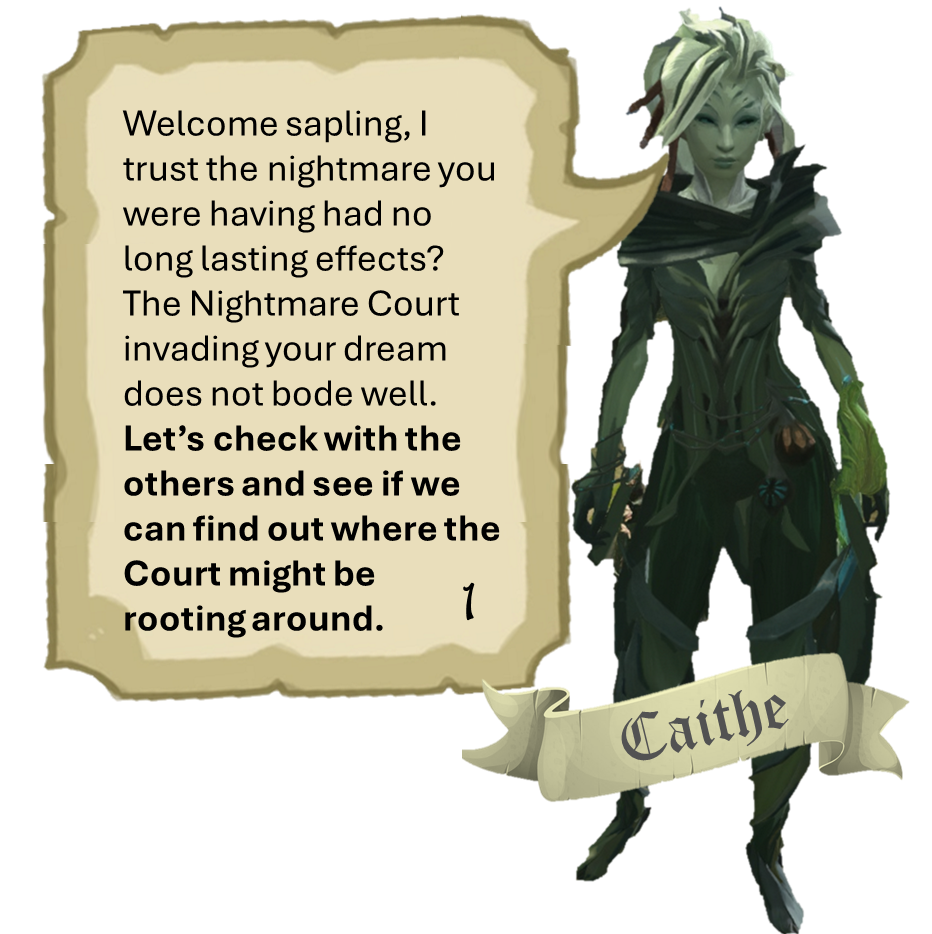 Welcome sapling, I
trust the nightmare you
were having had no
long lasting effects?
The Nightmare Court
invading your dream
does not bode well.
Let’s check with the
others and see if we
can find out where the
Court might be
rooting around.
1
Caithe